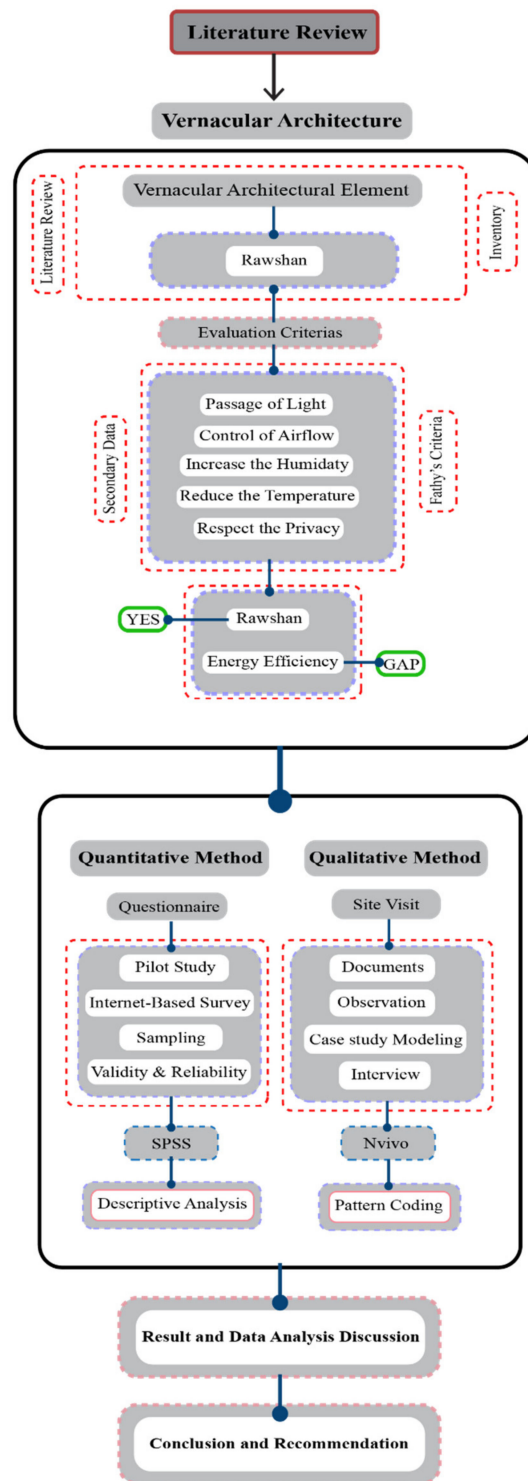 Literature Review
Vernacular Architecture
Literature Review
Vernacular Architectural Element
Inventory
Rawshan
Evaluation Criterias
Secondary Data
Passage of Light
Control of Airflow
Increase the Humidaty
Reduce the Temperature
Respect the Privacy
Fathy's Criteria
YES
Rawshan
Energy Efficiency
GAP
Quantitative Method
Qualitative Method
Questionnaire
Site Visit
Pilot Study
Internet-Based Survey
Sampling
Validity & Reliability
Documents
Observation
Case study Modeling
Interview
SPSS
Nvivo
Descriptive Analysis
Pattern Coding
Result and Data Analysis Discussion
Conclusion and Recommendation